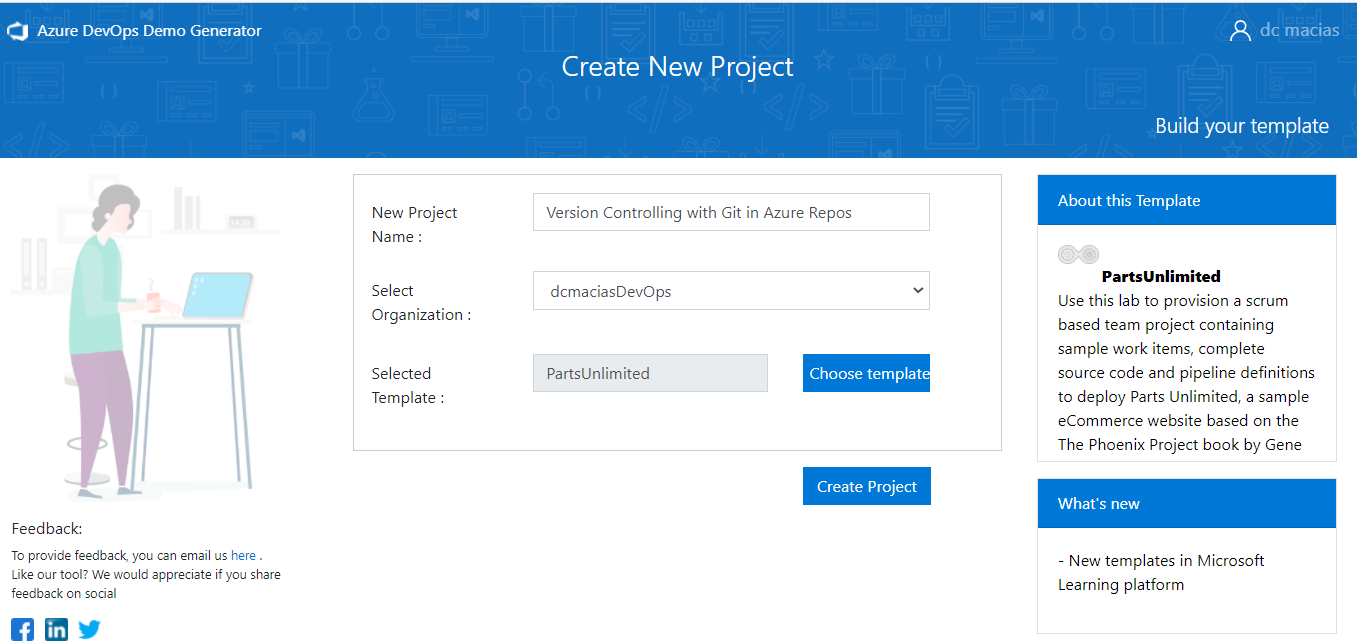 Azure DevOps Demo Generator
dc macias
Create New Project
Build your template
New Project
Name :
Version Controlling with Git in Azure Repos
Select
Organization :
dcmaciasDevOps
Selected
Template :
PartsUnlimited
Choose template
Create Project
About this Template
PartsUnlimited
Use this lab to provision a scrum
based team project containing
sample work items, complete
source code and pipeline definitions
to deploy Parts Unlimited, a sample
eCommerce website based on the
The Phoenix Project book by Gene
What's new
- New templates in Microsoft
Learning platform
Feedback:
To provide feedback, you can email us here .
Like our tool? We would appreciate if you share
feedback on social